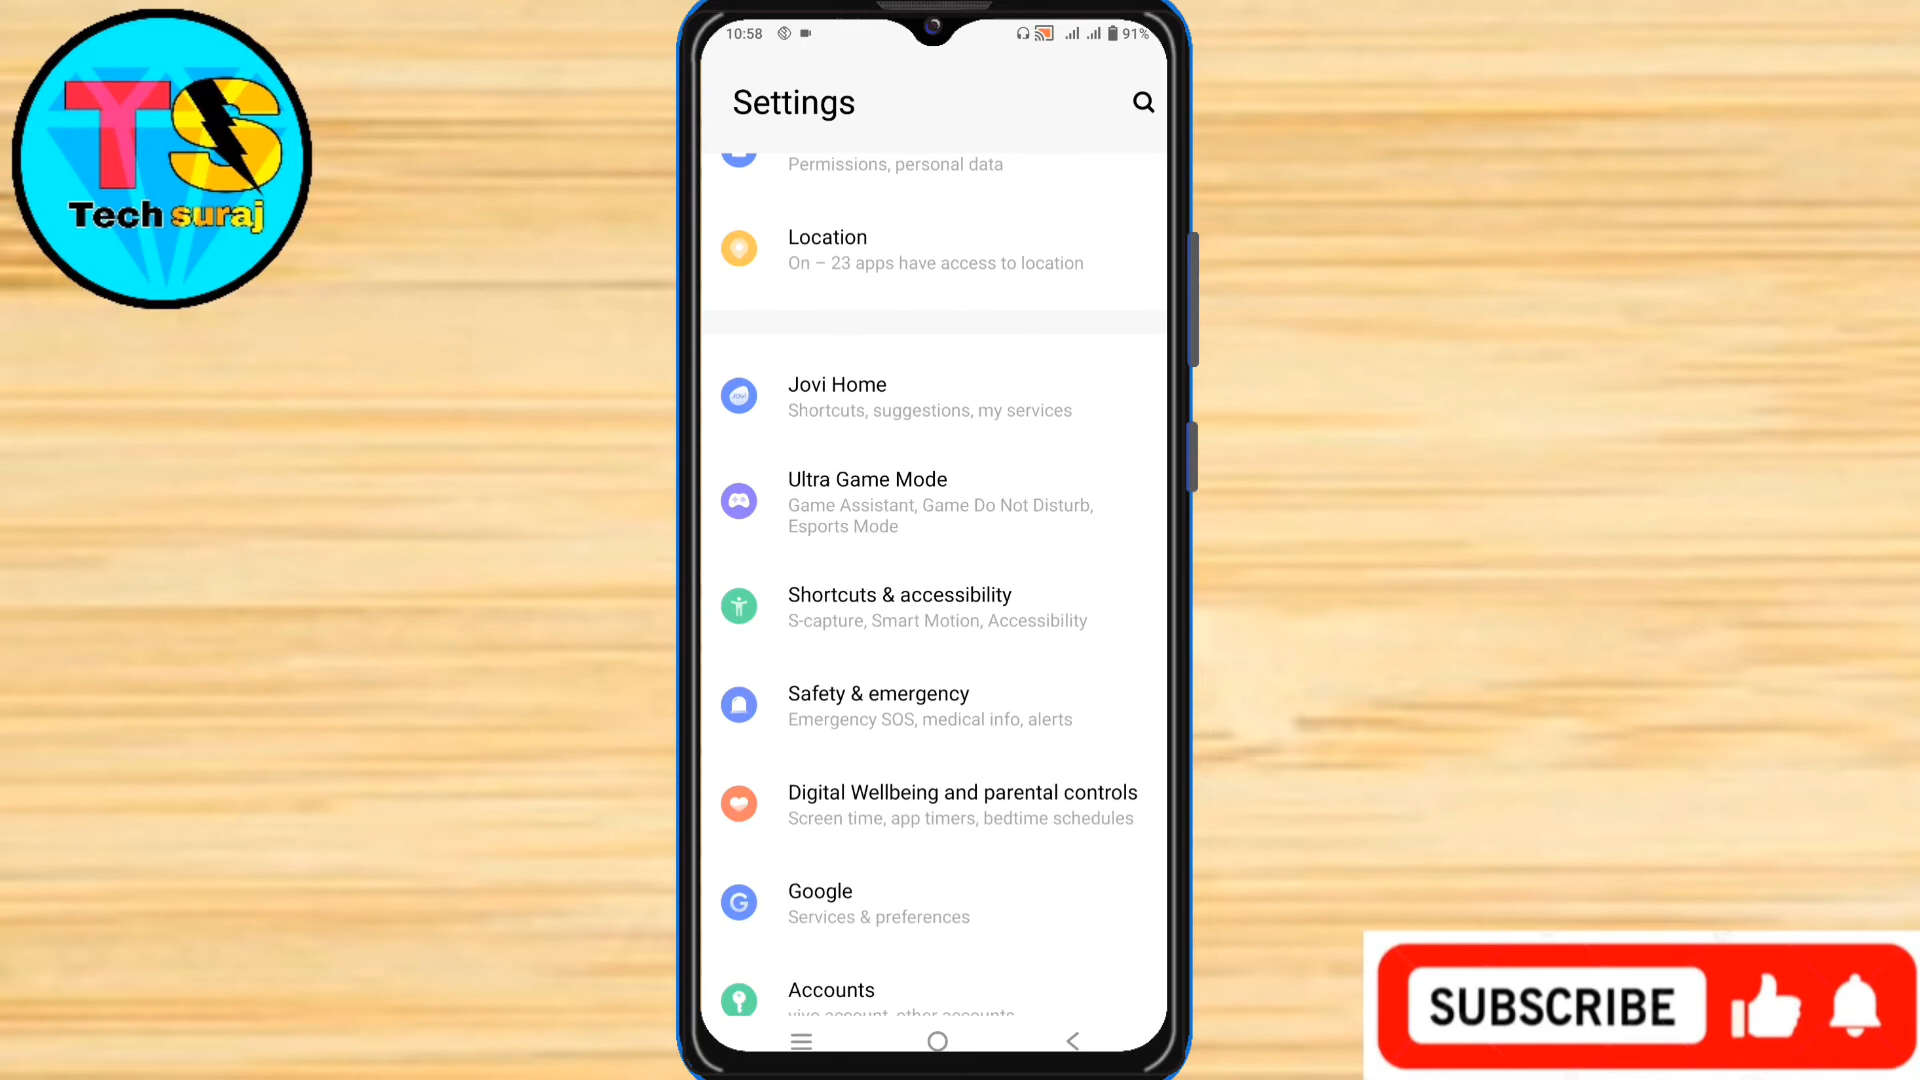 TS
Tech suraj
10:58
91%
Settings
Permissions, personal data
Location
On – 23 apps have access to location
Jovi Home
Shortcuts, suggestions, my services
Ultra Game Mode
Game Assistant, Game Do Not Disturb,
Esports Mode
Shortcuts & accessibility
S-capture, Smart Motion, Accessibility
Safety & emergency
Emergency SOS, medical info, alerts
Digital Wellbeing and parental controls
Screen time, app timers, bedtime schedules
Google
Services & preferences
Accounts
vivo account, other accounts
SUBSCRIBE